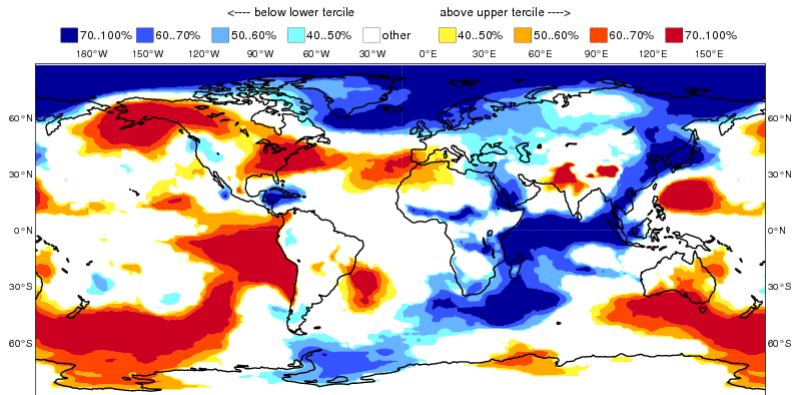 <---- below lower tercile above upper tercile ---->
70..100% 60..70% 50..60% 40..50% other 40..50% 50..60% 60..70% 70..100%
180°W 150°W 120°W 90°W 60°W 30°W 0°E 30°E 60°E 90°E 120°E 150°E
60°N 60°N
30°N 30°N
0°N 0°N
30°S 30°S
60°S 60°S